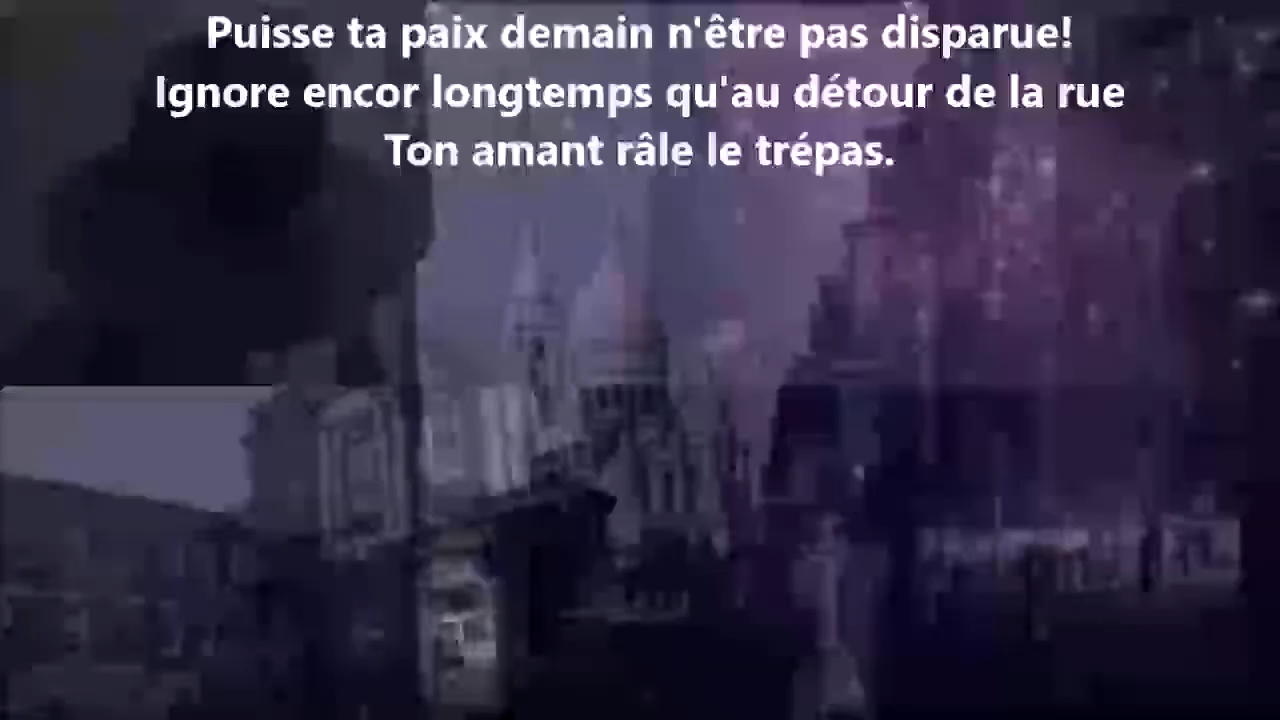 Puisse ta paix demain n'être pas disparue!
Ignore encor longtemps qu'au détour de la rue
Ton amant râle le trépas.